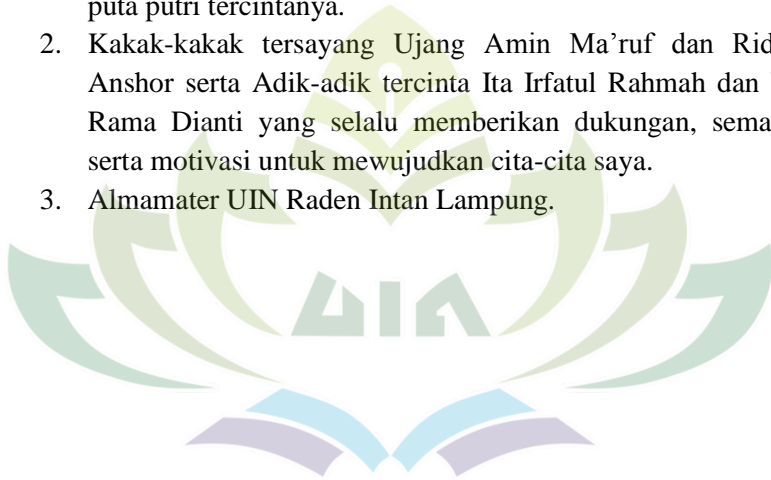 puta putri tercintanya.
2. Kakak-kakak tersayang Ujang Amin Ma’ruf dan
Anshor serta Adik-adik tercinta Ita Irfatul Rahmah dan
Rama Dianti yang selalu memberikan dukungan,
serta motivasi untuk mewujudkan cita-cita saya.
3. Almamater UIN Raden Intan Lampung.
UIN